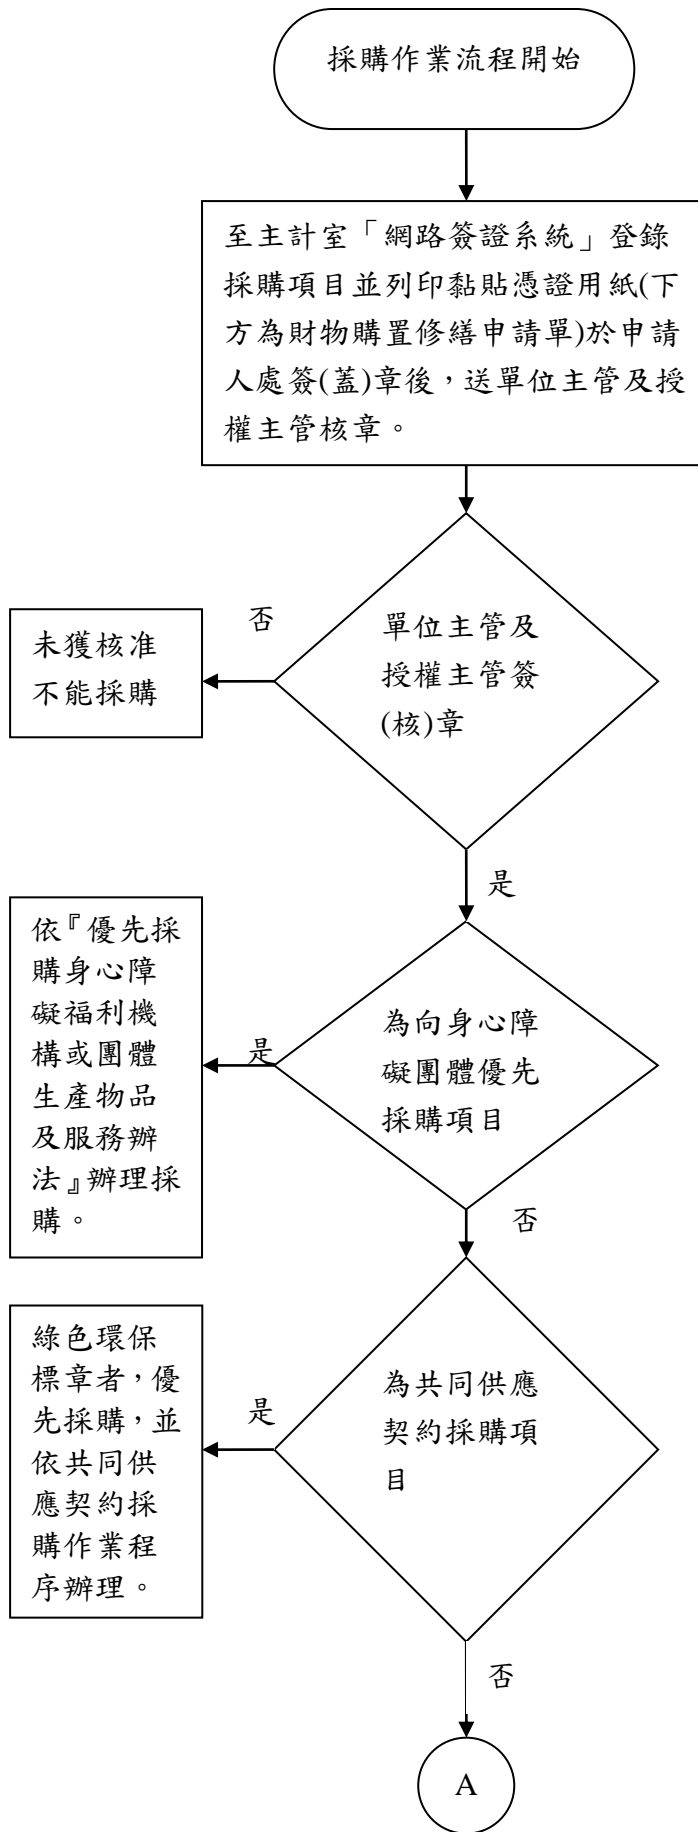 採購作業流程開始
至主計室「網路簽證系統」登錄
採購項目並列印黏貼憑證用紙(下
方為財物購置修繕申請單)於申請
人處簽(蓋)章後，送單位主管及授
權主管核章。
否
單位主管及
授權主管簽
(核)章
未獲核准
不能採購
是
依『優先採
購身心障
礙福利機
構或團體
生產物品
及服務辦
法』辦理採
購。
是
為向身心障
礙團體優先
採購項目
否
綠色環保
標章者，優
先採購，並
依共同供
應契約採
購作業程
序辦理。
是
為共同供應
契約採購項
目
否
A